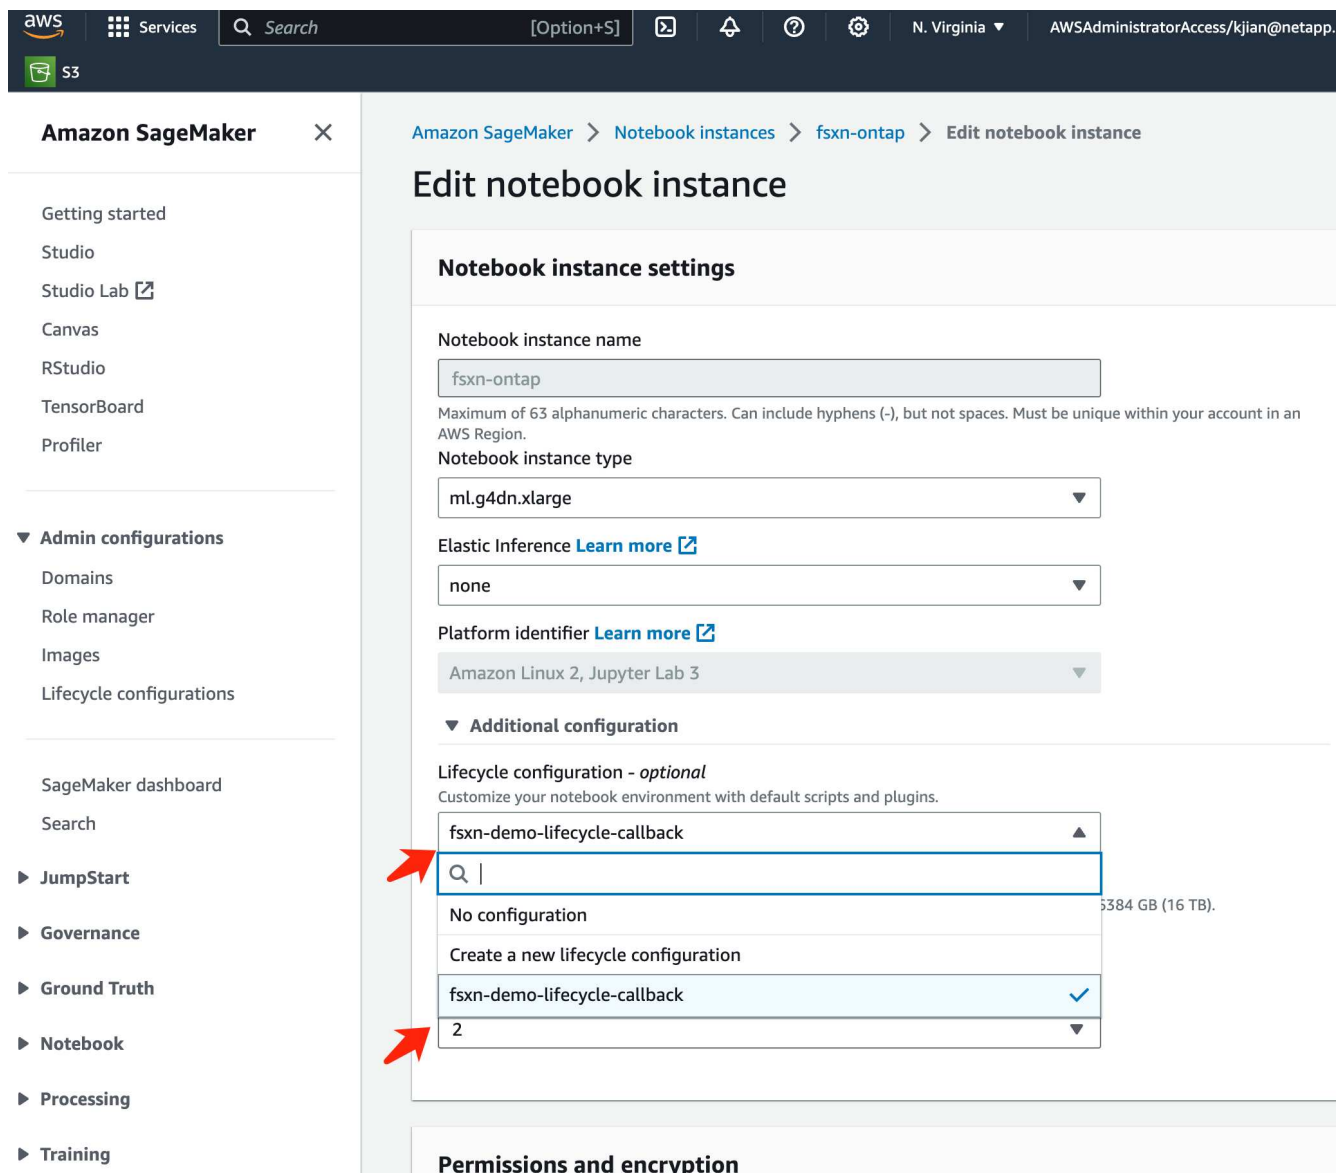 aws
Services
Search
[Option+S]
N. Virginia
AWSAdministratorAccess/kjian@netapp.
S3
Amazon SageMaker
Getting started
Studio
Studio Lab
Canvas
RStudio
TensorBoard
Profiler
Admin configurations
Domains
Role manager
Images
Lifecycle configurations
SageMaker dashboard
Search
JumpStart
Governance
Ground Truth
Notebook
Processing
Training
Amazon SageMaker > Notebook instances > fsxn-ontap > Edit notebook instance
Edit notebook instance
Notebook instance settings
Notebook instance name
fsxn-ontap
Maximum of 63 alphanumeric characters. Can include hyphens (-), but not spaces. Must be unique within your account in an
AWS Region.
Notebook instance type
ml.g4dn.xlarge
Elastic Inference Learn more
none
Platform identifier Learn more
Amazon Linux 2, Jupyter Lab 3
Additional configuration
Lifecycle configuration - optional
Customize your notebook environment with default scripts and plugins.
fsxn-demo-lifecycle-callback
No configuration
384 GB (16 TB).
Create a new lifecycle configuration
fsxn-demo-lifecycle-callback
2
Permissions and encryption